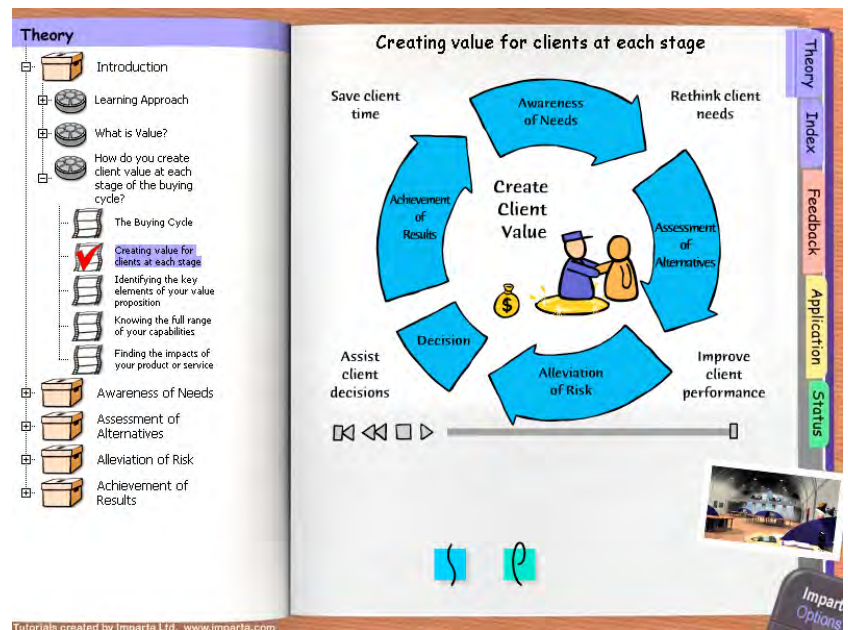 Theory
Introduction
Learning Approach
What is Value?
How do you create
client value at each
stage of the buying
cycle?
The Buying Cycle
Creating value for
clients at each stage
Identifying the key
elements of your value
proposition
Knowing the full range
of your capabilities
Finding the impacts of
your product or service
Awareness of Needs
Assessment of
Alternatives
Alleviation of Risk
Achievement of
Results
Tutorials created by Imparta Ltd. www.imparta.com
Creating value for clients at each stage
Save client
time
Awareness
of Needs
Rethink client
needs
Achievement
of
Results
Create
Client
Value
Assessment
of
Alternatives
$
Decision
Assist
client
decisions
Alleviation
of Risk
Improve
client
performance
Theory
Index
Feedback
Application
Status
Impart
Options